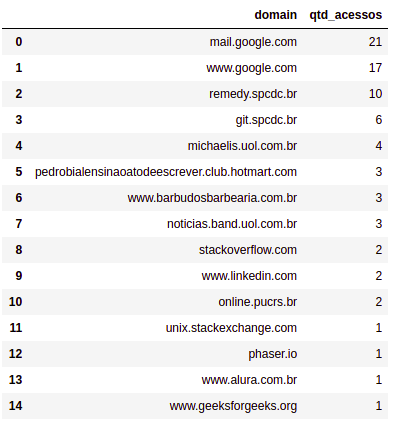 domain qtd_acessos
0 mail.google.com 21
1 www.google.com 17
2 remedy.spcdc.br 10
3 git.spcdc.br 6
4 michaelis.uol.com.br 4
5 pedrobialensinaoatodeescrever.club.hotmart.com 3
6 www.barbudosbarbearia.com.br 3
7 noticias.band.uol.com.br 3
8 stackoverflow.com 2
9 www.linkedin.com 2
10 online.pucrs.br 2
11 unix.stackexchange.com 1
12 phaser.io 1
13 www.alura.com.br 1
14 www.geeksforgeeks.org 1